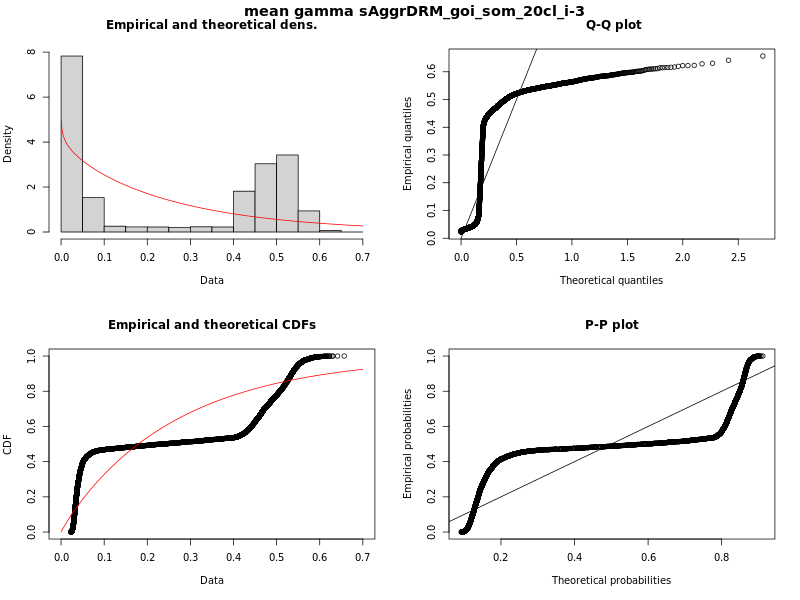 mean gamma sAggrDRM_goi_som_20cl_i-3
Empirical and theoretical dens.
Density
0 2 4 6 8
0.0 0.1 0.2 0.3 0.4 0.5 0.6 0.7
Data
Q-Q plot
Empirical quantiles
0.0 0.1 0.2 0.3 0.4 0.5 0.6
0.0 0.5 1.0 1.5 2.0 2.5
Theoretical quantiles
Empirical and theoretical CDFs
CDF
0.0 0.2 0.4 0.6 0.8 1.0
0.0 0.1 0.2 0.3 0.4 0.5 0.6 0.7
Data
P-P plot
Empirical probabilities
0.0 0.2 0.4 0.6 0.8 1.0
0.2 0.4 0.6 0.8
Theoretical probabilities